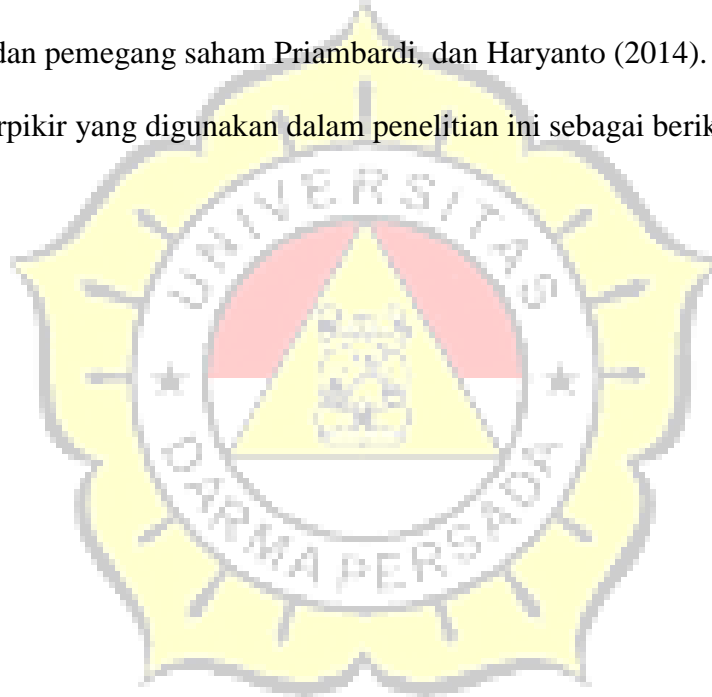 dan pemegang saham Priambardi, dan Haryanto (2014).
rpikir yang digunakan dalam penelitian ini sebagai berik
UNIVERSITAS
DARMA PERSADA